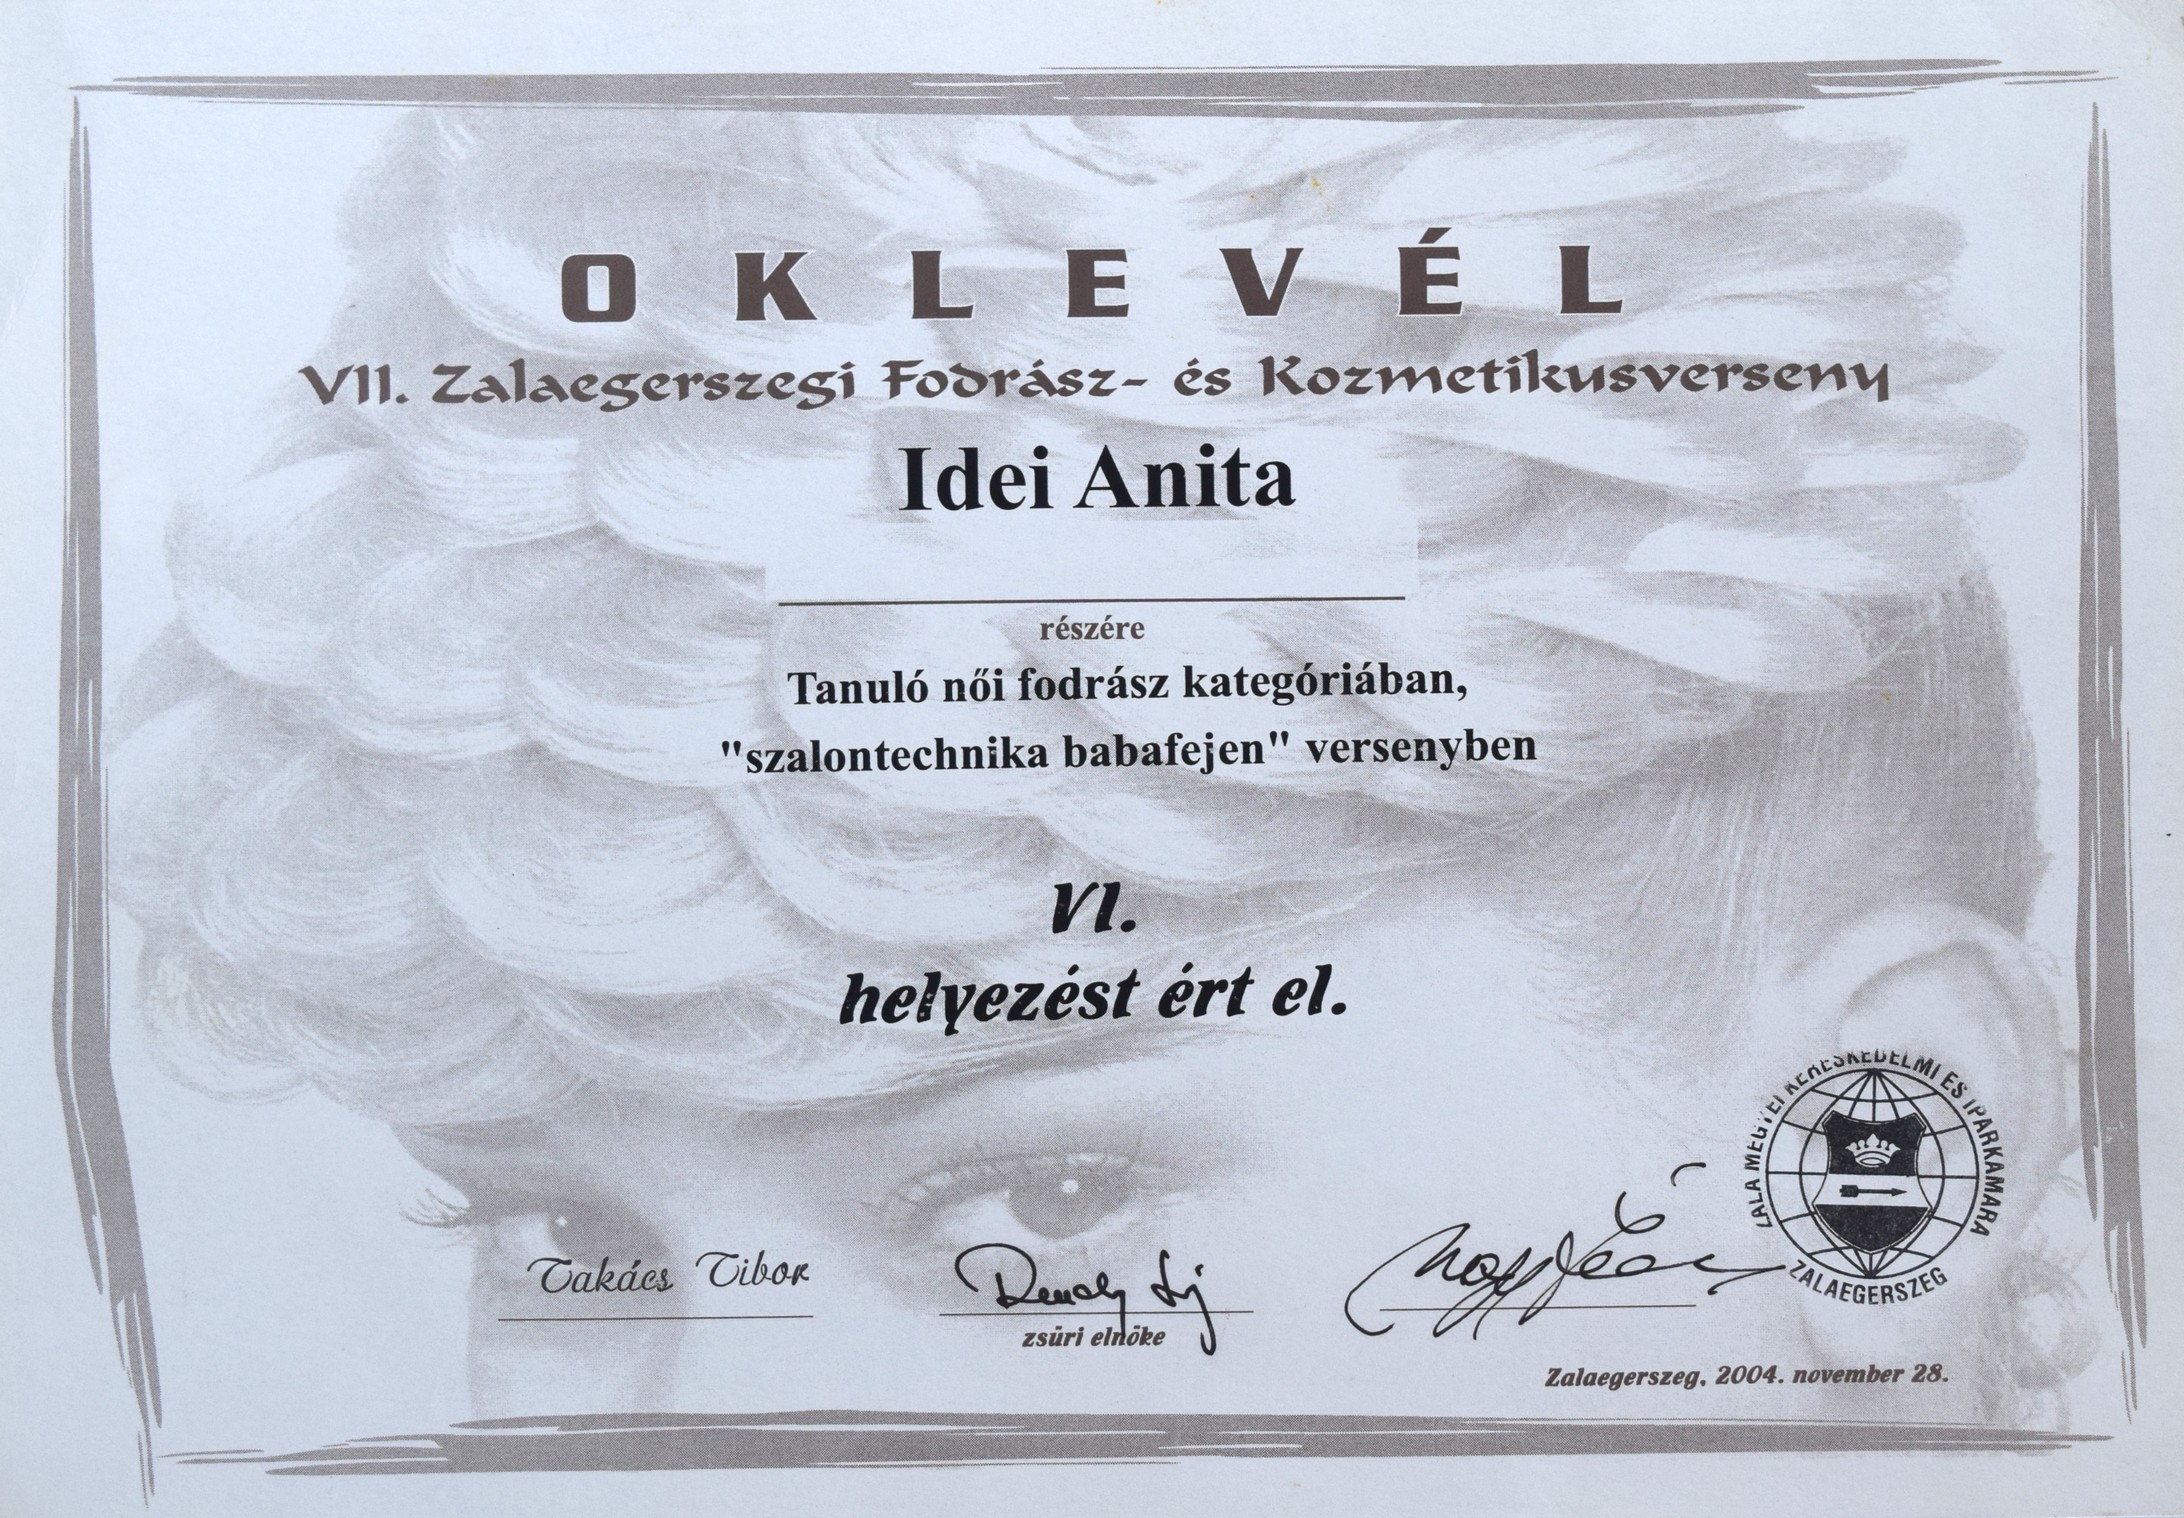 OKLEVÉL
VII. Zalaegerszegi Fodrász- és Kozmetikusverseny
Idei Anita
részére
Tanuló női fodrász kategóriában,
"szalontechnika babafejen" versenyben
VI.
helyezést ért el.
ZALA MEGYEI KERESKEDELMI ÉS IPARKAMARA
ZALAEGERSZEG
Takács Tibor
zsüri elnöke
Zalaegerszeg, 2004. november 28.